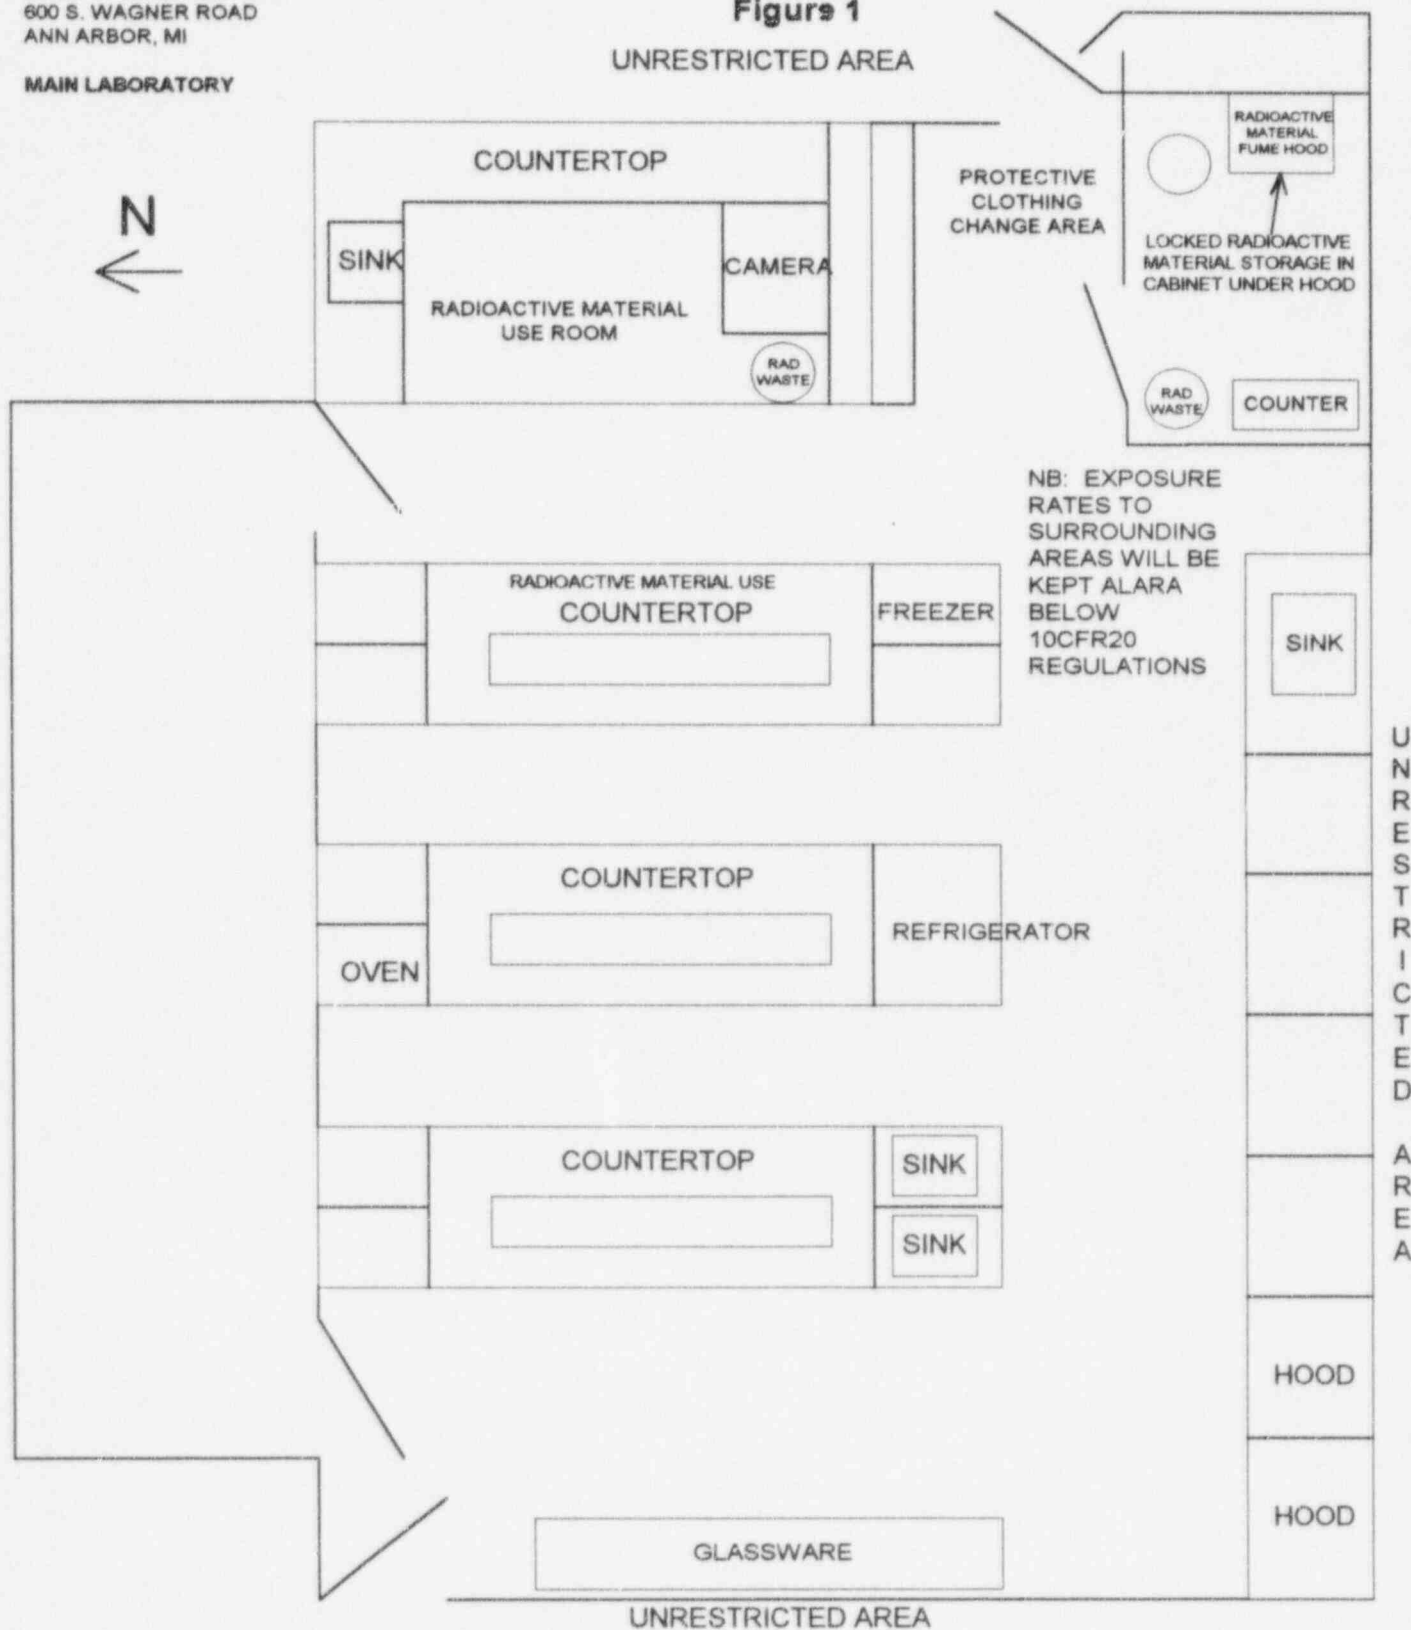 600 S. WAGNER ROAD
ANN ARBOR, MI
MAIN LABORATORY
Figure 1
UNRESTRICTED AREA
N
COUNTERTOP
SINK
CAMERA
RADIOACTIVE MATERIAL
USE ROOM
RAD
WASTE
PROTECTIVE
CLOTHING
CHANGE AREA
RADIOACTIVE
MATERIAL
FUME HOOD
LOCKED RADIOACTIVE
MATERIAL STORAGE IN
CABINET UNDER HOOD
RAD
WASTE
COUNTER
NB: EXPOSURE
RATES TO
SURROUNDING
AREAS WILL BE
KEPT ALARA
BELOW
10CFR20
REGULATIONS
RADIOACTIVE MATERIAL USE
COUNTERTOP
FREEZER
SINK
COUNTERTOP
REFRIGERATOR
OVEN
COUNTERTOP
SINK
SINK
UNRESTRICTED AREA
HOOD
HOOD
GLASSWARE
UNRESTRICTED AREA